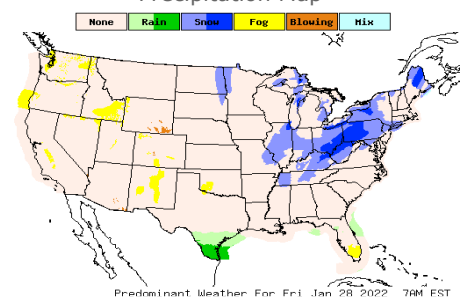 Precipitation Map
None Rain Snow Fog Blowing Mix
Predominant Weather For Fri Jan 28 2022 7AM EST